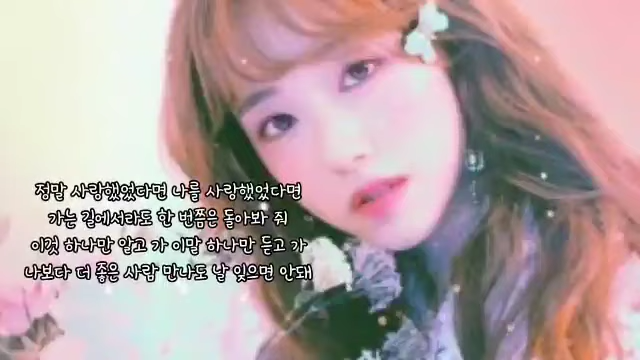 정말 사랑했었다면 나를 사랑했었다면
가는 길에서라도 한 번쯤은 돌아봐 줘
이것 하나만 알고 가 이말 하나만 듣고 가
나보다 더 좋은 사람 만나도 날 잊으면 안돼